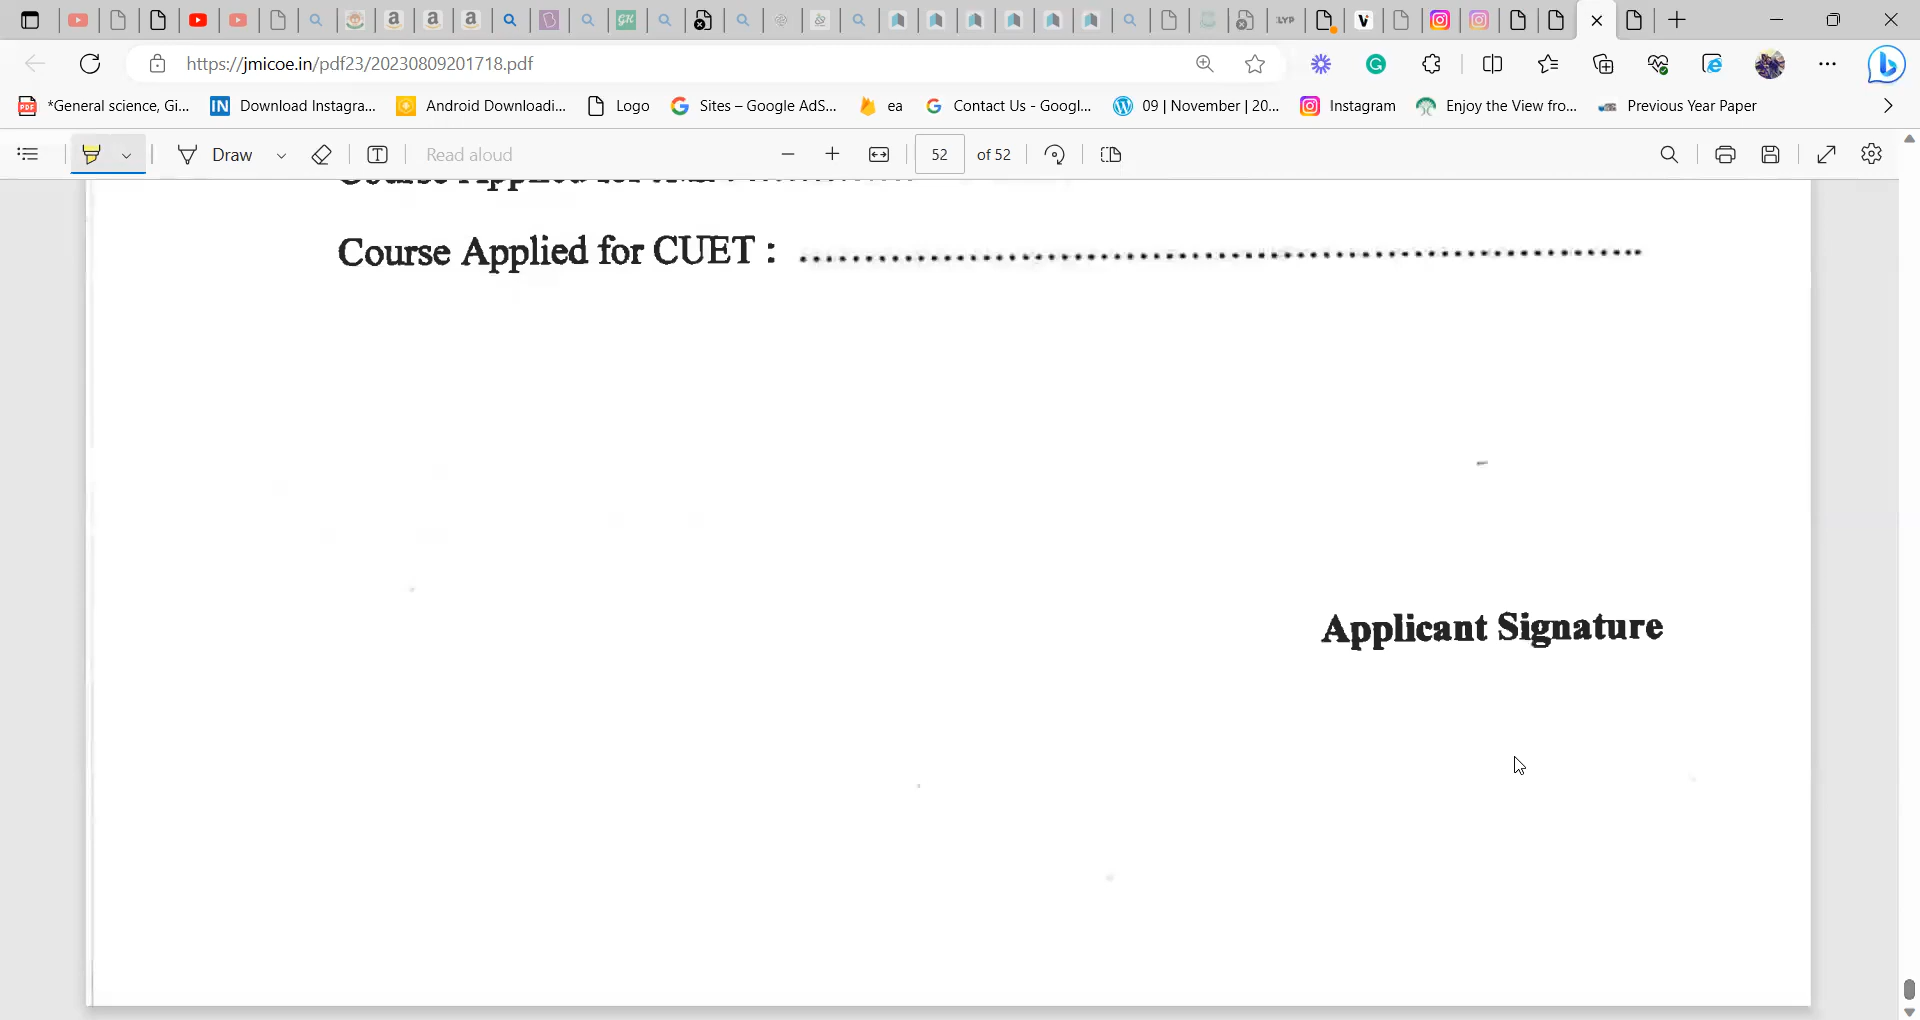 LYP
V
https://jmicoe.in/pdf23/20230809201718.pdf
*General science, Gi...
IN Download Instagra...
Android Downloadi...
Logo
Sites – Google AdS...
ea
Contact Us - Googl...
09 | November | 20...
Instagram
Enjoy the View fro...
Previous Year Paper
Draw
Read aloud
52 of 52
Course Applied for CUET : ................................................................
Applicant Signature